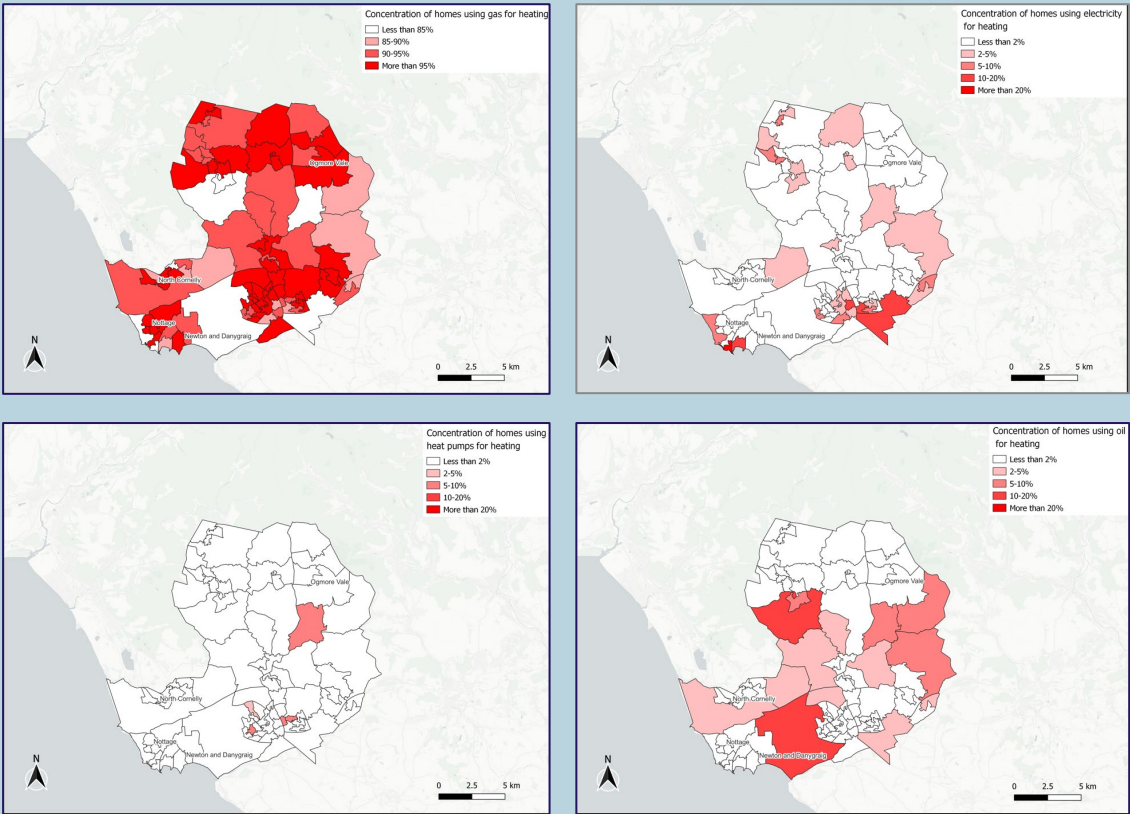 Concentration of homes using gas for heating
Less than 85%
85-90%
90-95%
More than 95%
Ogmore Vale
North Cornelly
Nottage
Newton and Danygraig
N
0 2.5 5 km
Concentration of homes using electricity
for heating
Less than 2%
2-5%
5-10%
10-20%
More than 20%
Ogmore Vale
North Cornelly
Nottage
Newton and Danygraig
N
0 2.5 5 km
Concentration of homes using
heat pumps for heating
Less than 2%
2-5%
5-10%
10-20%
More than 20%
Ogmore Vale
North Cornelly
Nottage
Newton and Danygraig
N
0 2.5 5 km
Concentration of homes using oil
for heating
Less than 2%
2-5%
5-10%
10-20%
More than 20%
Ogmore Vale
North Cornelly
Nottage
Newton and Danygraig
N
0 2.5 5 km